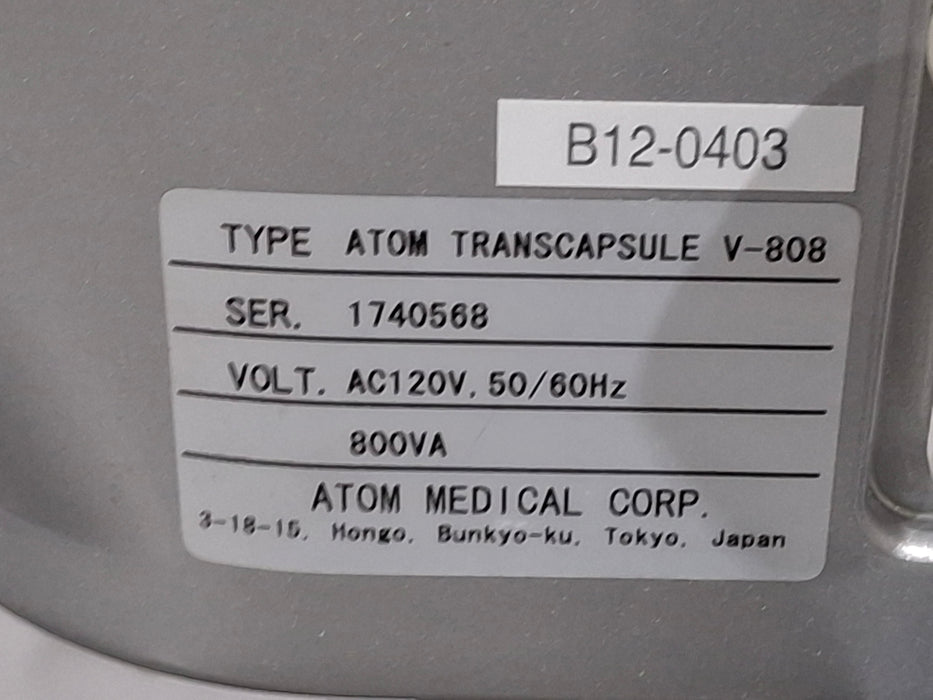 B12-0403
TYPE ATOM TRANSCAPSULE V-808
SER. 1740568
VOLT. AC120V, 50/60Hz
800VA
ATOM MEDICAL CORP.
3-18-15, Hongo, Bunkyo-ku, Tokyo, Japan